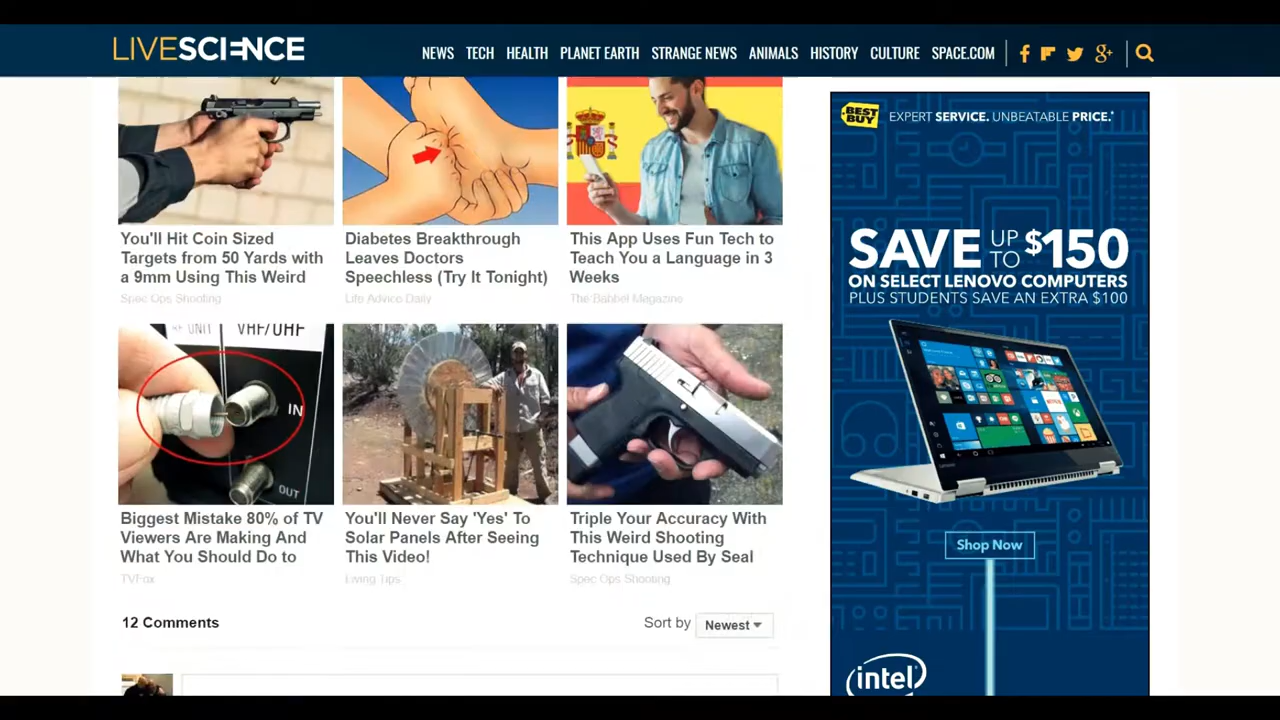 LIVESCIENCE
NEWS TECH HEALTH PLANET EARTH STRANGE NEWS ANIMALS HISTORY CULTURE SPACE.COM
You'll Hit Coin Sized
Targets from 50 Yards with
a 9mm Using This Weird
Spec Ops Shooting
Diabetes Breakthrough
Leaves Doctors
Speechless (Try It Tonight)
Life Advice Daily
This App Uses Fun Tech to
Teach You a Language in 3
Weeks
The Babbel Magazine
VHF/UHF
IN
OUT
Biggest Mistake 80% of TV
Viewers Are Making And
What You Should Do to
TVFox
You'll Never Say 'Yes' To
Solar Panels After Seeing
This Video!
Living Tips
Triple Your Accuracy With
This Weird Shooting
Technique Used By Seal
Spec Ops Shooting
12 Comments
Sort by Newest
BEST BUY EXPERT SERVICE. UNBEATABLE PRICE.*
SAVE UP TO $150
ON SELECT LENOVO COMPUTERS
PLUS STUDENTS SAVE AN EXTRA $100
Shop Now
intel